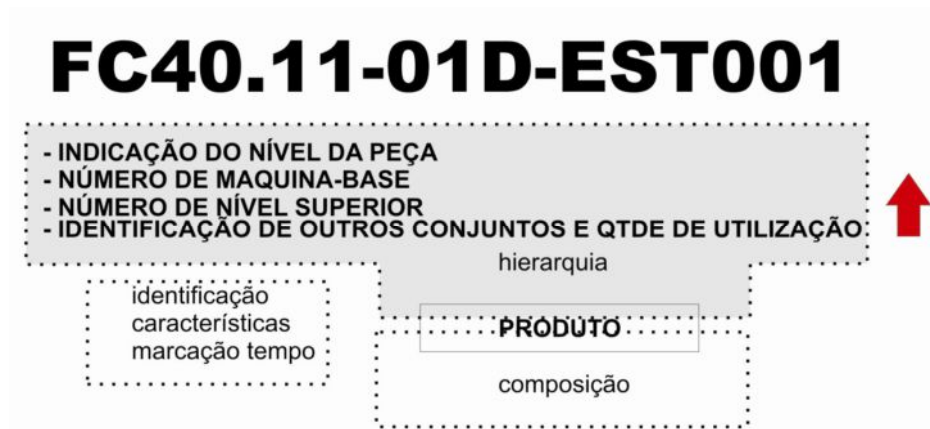 FC40.11-01D-EST001
- INDICAÇÃO DO NÍVEL DA PEÇA
- NÚMERO DE MAQUINA-BASE
- NÚMERO DE NÍVEL SUPERIOR
- IDENTIFICAÇÃO DE OUTROS CONJUNTOS E QTDE DE UTILIZAÇÃO
hierarquia
identificação
características
marcação tempo
PRODUTO
composição